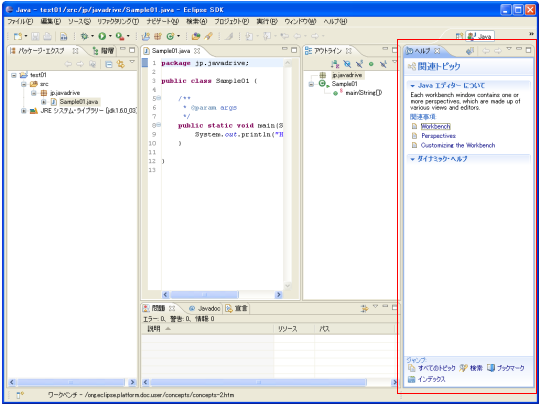 Java - test01/src/jp/javadrive/Sample01.java - Eclipse SDK
ファイル(F) 編集(E) ソース(S) リファクタリング(T) ナビゲート(N) 検索(A) プロジェクト(P) 実行(R) ウィンドウ(W) ヘルプ(H)
Java
パッケージ・エクスプ 階層
test01
src
jp.javadrive
Sample01.java
JRE システム・ライブラリー [jdk1.6.0_03]
Sample01.java
1 package jp.javadrive;
2
3 public class Sample01 {
4
5 /**
6 * @param args
7 */
8 public static void main(S
9 System.out.println("H
10 }
11
12 }
13
アウトライン
jp.javadrive
Sample01
main(String[])
ヘルプ
関連トピック
Java エディター について
Each workbench window contains one or
more perspectives, which are made up of
various views and editors.
関連事項
Workbench
Perspectives
Customizing the Workbench
ダイナミック・ヘルプ
ジャンプ:
すべてのトピック 検索 ブックマーク
インデックス
問題 Javadoc 宣言
エラー: 0、警告: 0、情報: 0
説明 リソース パス
ワークベンチ - /org.eclipse.platform.doc.user/concepts/concepts-2.htm